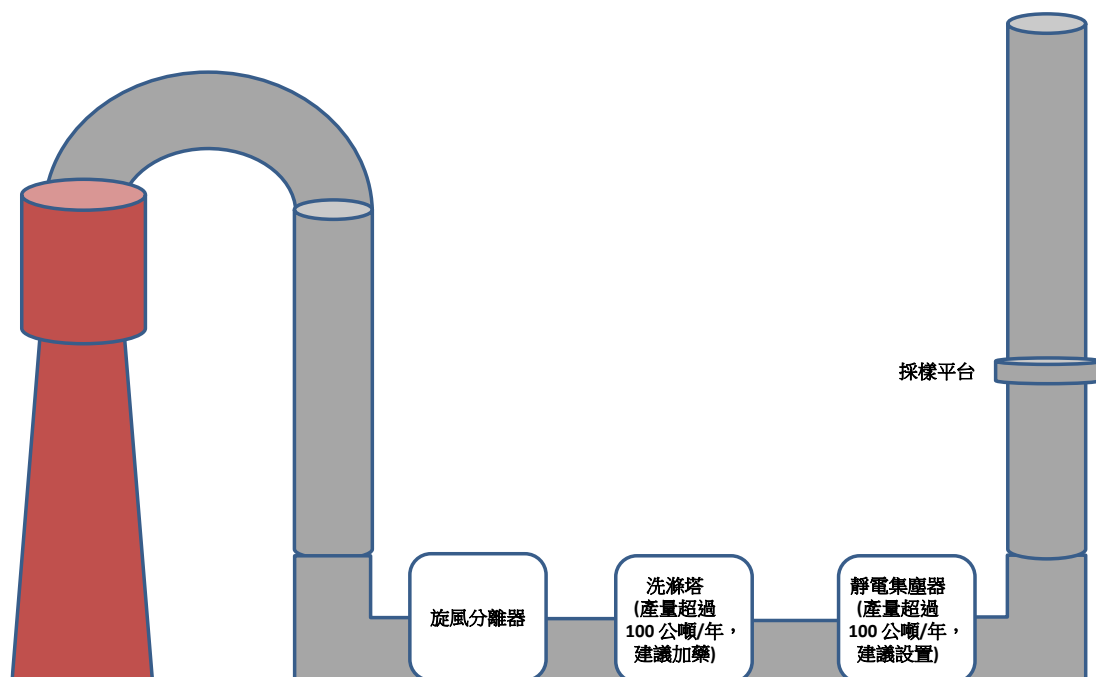 採樣平台
旋風分離器
洗滌塔
(產量超過
100 公噸/年，
建議加藥)
靜電集塵器
(產量超過
100 公噸/年，
建議設置)